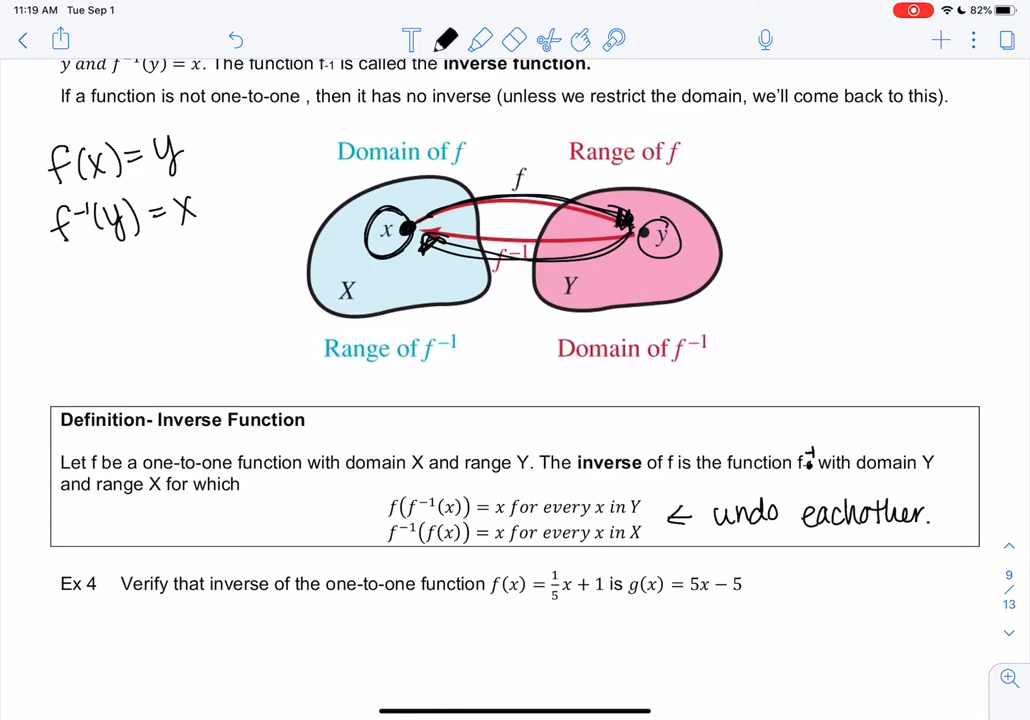 11:19 AM Tue Sep 1
82%
y and f⁻¹(y) = x. The function f-1 is called the inverse function.
If a function is not one-to-one , then it has no inverse (unless we restrict the domain, we'll come back to this).
f(x)=y
f⁻¹(y)=x
Domain of f
Range of f
f
x
y
f⁻¹
X
Y
Range of f⁻¹
Domain of f⁻¹
Definition- Inverse Function
Let f be a one-to-one function with domain X and range Y. The inverse of f is the function f⁻¹ with domain Y
and range X for which
f(f⁻¹(x)) = x for every x in Y
f⁻¹(f(x)) = x for every x in X
← undo eachother.
Ex 4 Verify that inverse of the one-to-one function f(x) = 1/5 x + 1 is g(x) = 5x − 5
9
/
13